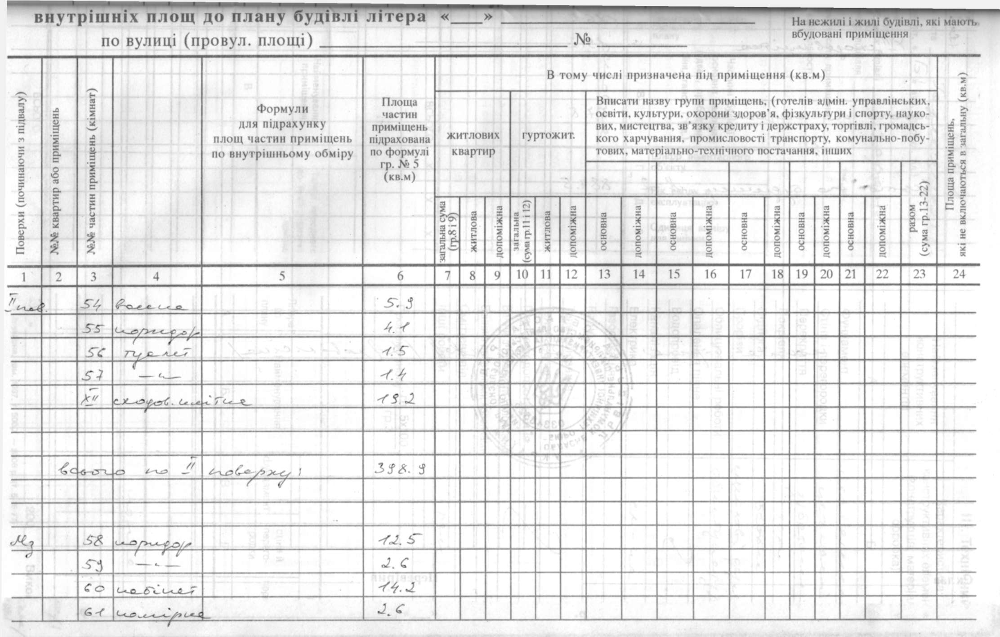 внутрішніх площ до плану будівлі літера «___» ____________
На нежилі і жилі будівлі, які мають
вбудовані приміщення
по вулиці (провул. площі) ____________ № ________
Поверхи (починаючи з підвалу)
№№ квартир або приміщень
№№ частин приміщень (кімнат)
Формули
для підрахунку
площ частин приміщень
по внутрішньому обміру
Площа
частин
приміщень
підрахована
по формулі
гр. № 5
(кв.м)
В тому числі призначена під приміщення (кв.м)
житлових
квартир
гуртожит.
Вписати назву групи приміщень, (готелів адмін. управлінських,
освіти, культури, охорони здоров’я, фізкультури і спорту, науко-
вих, мистецтва, зв’язку кредиту і держстраху, торгівлі, громадсь-
кого харчування, промисловості транспорту, комунально-побу-
тових, матеріально-технічного постачання, інших
загальна сума
(гр.8 і 9)
житлова
допоміжна
загальна
(сума гр.11 і 12)
житлова
допоміжна
основна
допоміжна
основна
допоміжна
основна
допоміжна
основна
допоміжна
основна
допоміжна
разом
(сума гр.13-22)
Площа приміщень,
які не включаються в загальну (кв.м)
1 2 3 4 5 6 7 8 9 10 11 12 13 14 15 16 17 18 19 20 21 22 23 24
II пов. 54 ванна 5.9
55 коридор 4.1
56 туалет 1.5
57 —"— 1.4
XII сходов. клітка 19.2
всього по II поверху: 398.9
Мз 58 коридор 12.5
59 —"— 2.6
60 кабінет 14.2
61 комірка 2.6